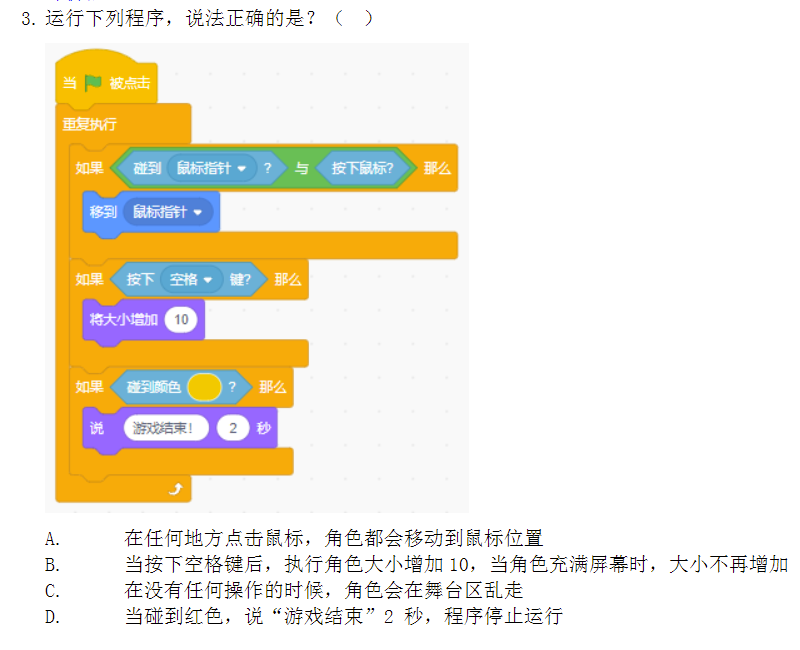 3. 运行下列程序，说法正确的是？（ ）
当 被点击
重复执行
如果 碰到 鼠标指针 ? 与 按下鼠标? 那么
移到 鼠标指针
如果 按下 空格 键? 那么
将大小增加 10
如果 碰到颜色 ? 那么
说 游戏结束！ 2 秒
A. 在任何地方点击鼠标，角色都会移动到鼠标位置
B. 当按下空格键后，执行角色大小增加 10，当角色充满屏幕时，大小不再增加
C. 在没有任何操作的时候，角色会在舞台区乱走
D. 当碰到红色，说“游戏结束”2 秒，程序停止运行